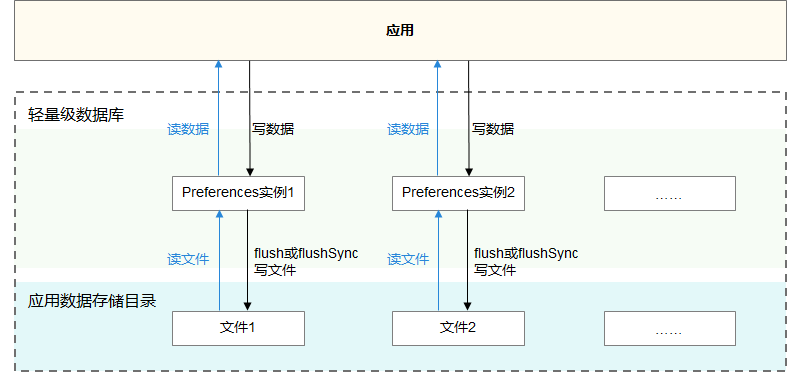 应用
轻量级数据库
读数据
写数据
读数据
写数据
Preferences实例1
Preferences实例2
……
读文件
flush或flushSync
写文件
读文件
flush或flushSync
写文件
应用数据存储目录
文件1
文件2
……